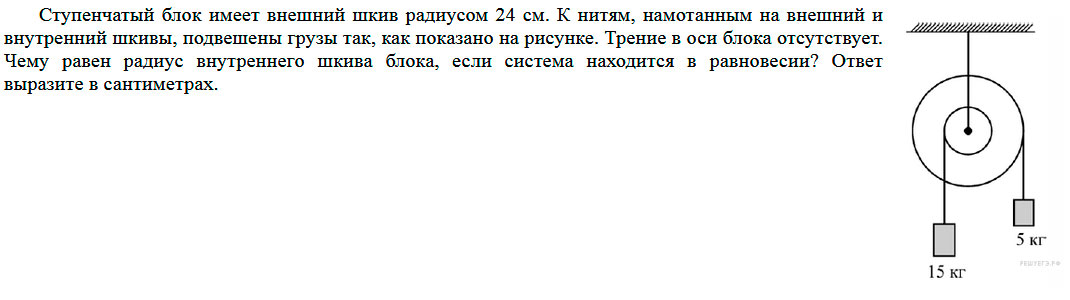 Ступенчатый блок имеет внешний шкив радиусом 24 см. К нитям, намотанным на внешний и
внутренний шкивы, подвешены грузы так, как показано на рисунке. Трение в оси блока отсутствует.
Чему равен радиус внутреннего шкива блока, если система находится в равновесии? Ответ
выразите в сантиметрах.
5 кг
15 кг
РЕШУЕГЭ.РФ